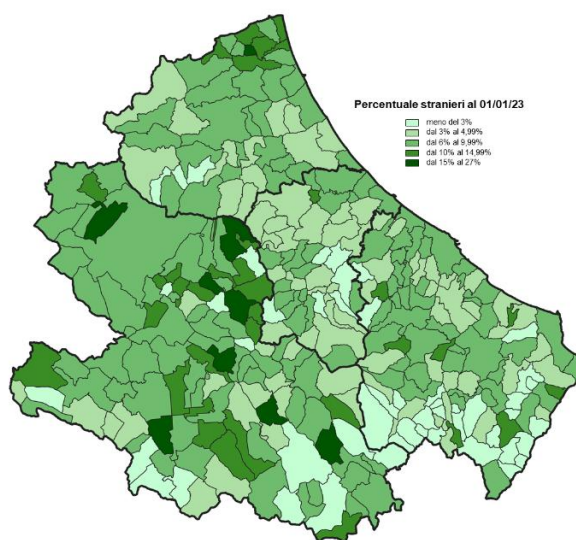 Percentuale stranieri al 01/01/23
meno del 3%
dal 3% al 4,99%
dal 6% al 9,99%
dal 10% al 14,99%
dal 15% al 27%